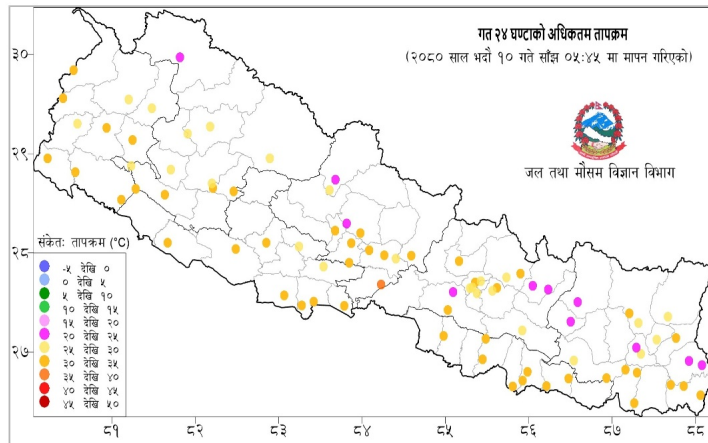 गत २४ घण्टाको अधिकतम तापक्रम
(२०८० साल भदौ १० गते साँझ ०५:४५ मा मापन गरिएको)
जल तथा मौसम विज्ञान विभाग
३०
२९
२८
२७
संकेतः तापक्रम (°C)
-५ देखि ०
० देखि ५
५ देखि १०
१० देखि १५
१५ देखि २०
२० देखि २५
२५ देखि ३०
३० देखि ३५
३५ देखि ४०
४० देखि ४५
४५ देखि ५०
८१ ८२ ८३ ८४ ८५ ८६ ८७ ८८